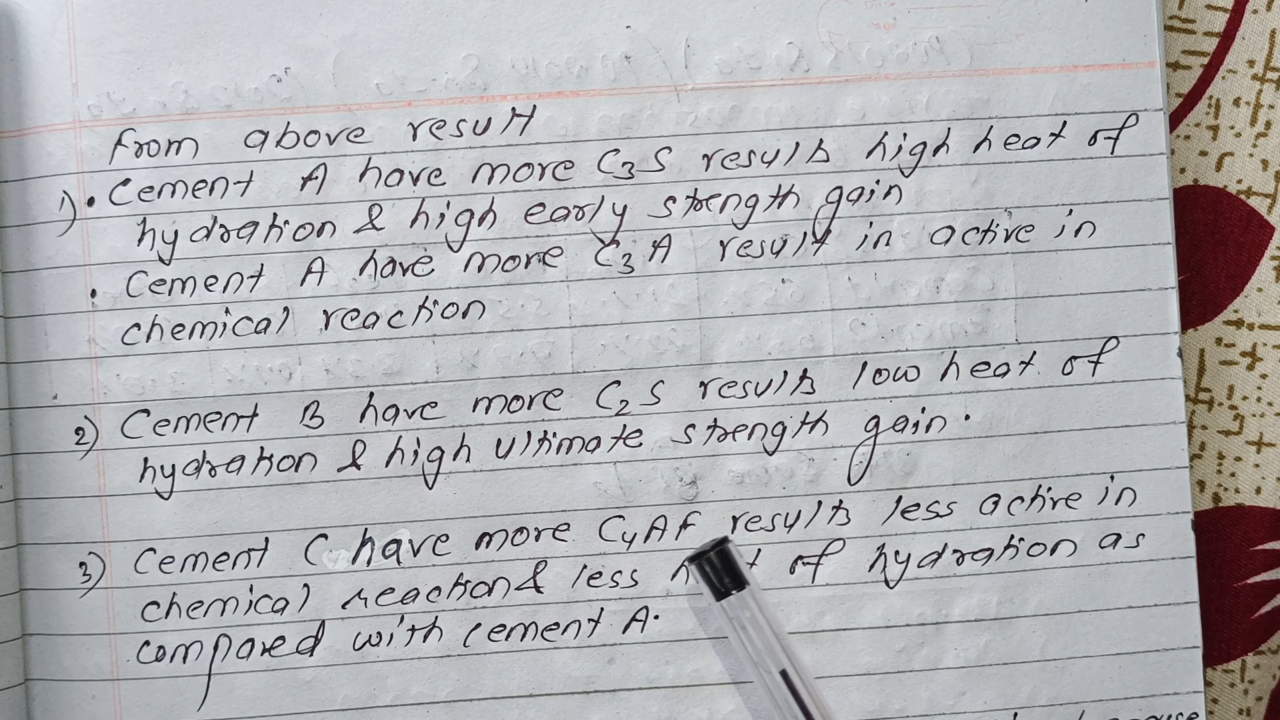 from above result
1). • Cement A have more C3S results high heat of
hydration & high early strength gain
• Cement A have more C3A result in active in
chemical reaction
2) Cement B have more C2S results low heat of
hydration & high ultimate strength gain.
3) Cement C have more C4AF results less active in
chemical reaction & less of hydration as
compared with cement A.